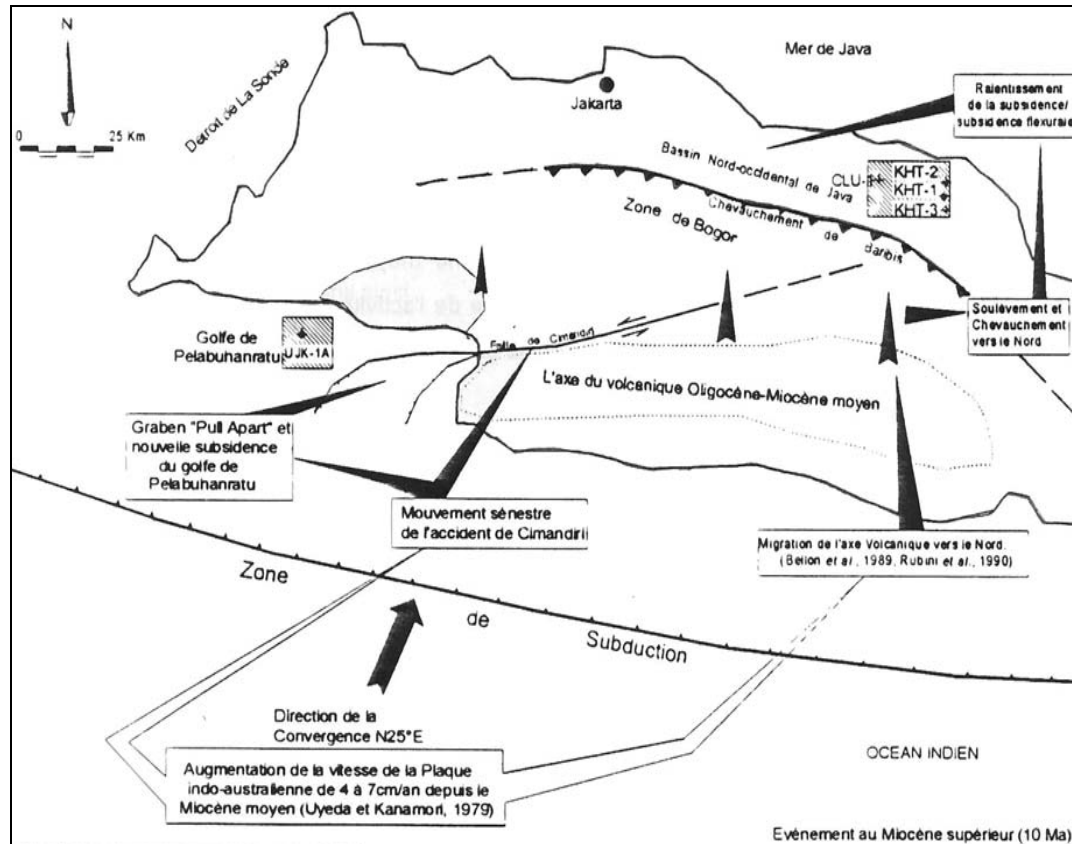 N
0 25 Km
Detroit de La Sonde
Mer de Java
Jakarta
Ralentissement
de la subsidence/
subsidence flexurale
Bassin Nord-occidental de Java
CLU-1
KHT-2
KHT-1
KHT-3
Chevauchement de Baribis
Zone de Bogor
de l'activi
Golfe de
Pelabuhanratu
UJK-1A
Faille de Cimandiri
Soulèvement et
Chevauchement
vers le Nord
L'axe du volcanique Oligocène-Miocène moyen
Graben "Pull Apart" et
nouvelle subsidence
du golfe de
Pelabuhanratu
Mouvement sénestre
de l'accident de Cimandirii
Migration de l'axe Volcanique vers le Nord.
(Bellon et al., 1989, Rubini et al., 1990)
Zone de Subduction
Direction de la
Convergence N25°E
Augmentation de la vitesse de la Plaque
indo-australienne de 4 à 7cm/an depuis le
Miocène moyen (Uyeda et Kanamori, 1979)
OCEAN INDIEN
Evénement au Miocène supérieur (10 Ma)